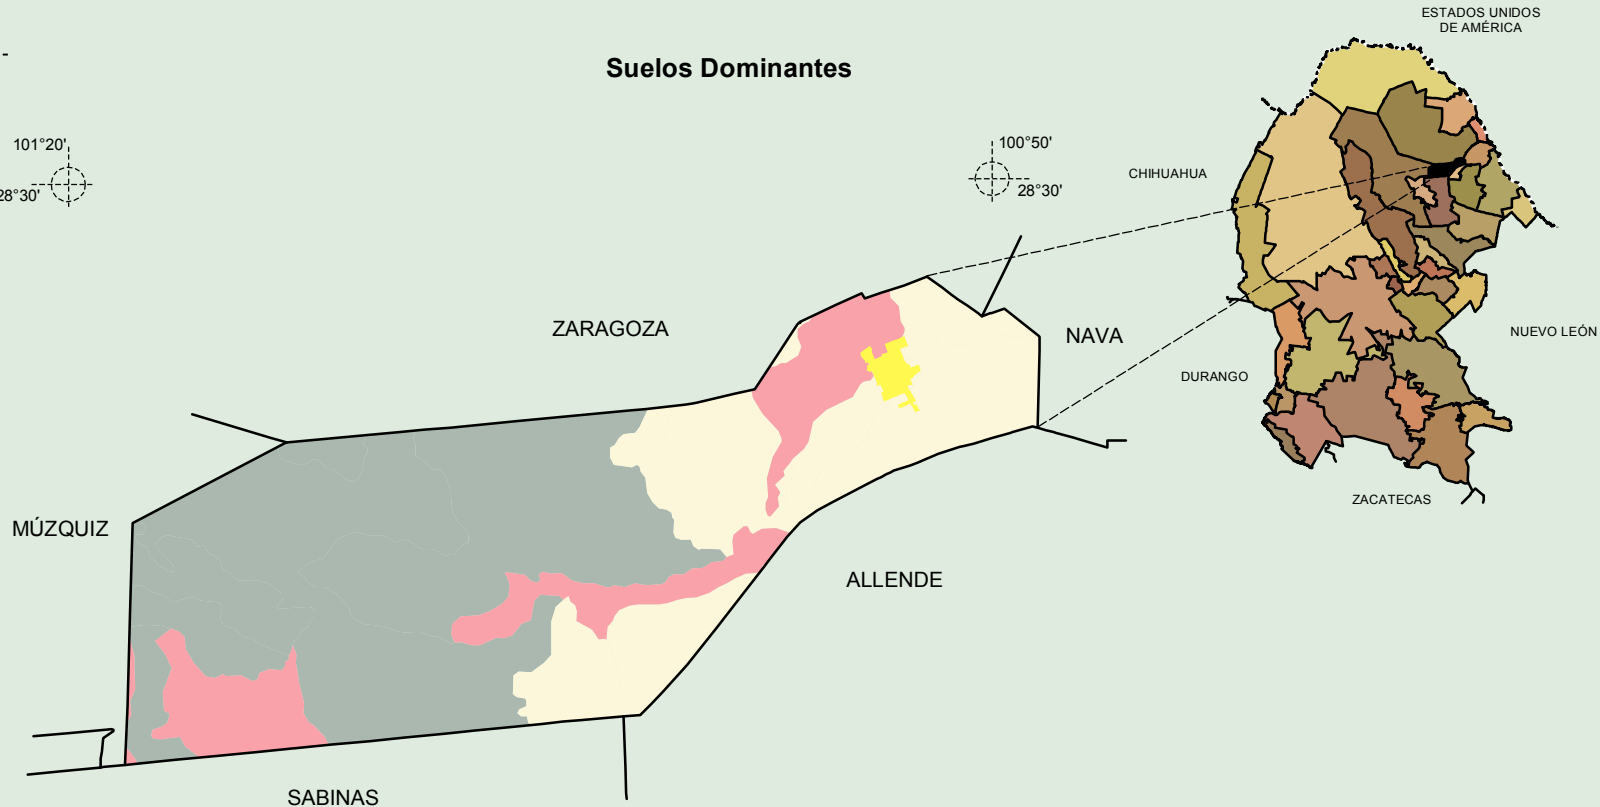 ESTADOS UNIDOS
DE AMÉRICA
Suelos Dominantes
101°20'
28°30'
100°50'
28°30'
CHIHUAHUA
ZARAGOZA
NAVA
NUEVO LEÓN
DURANGO
ZACATECAS
MÚZQUIZ
ALLENDE
SABINAS